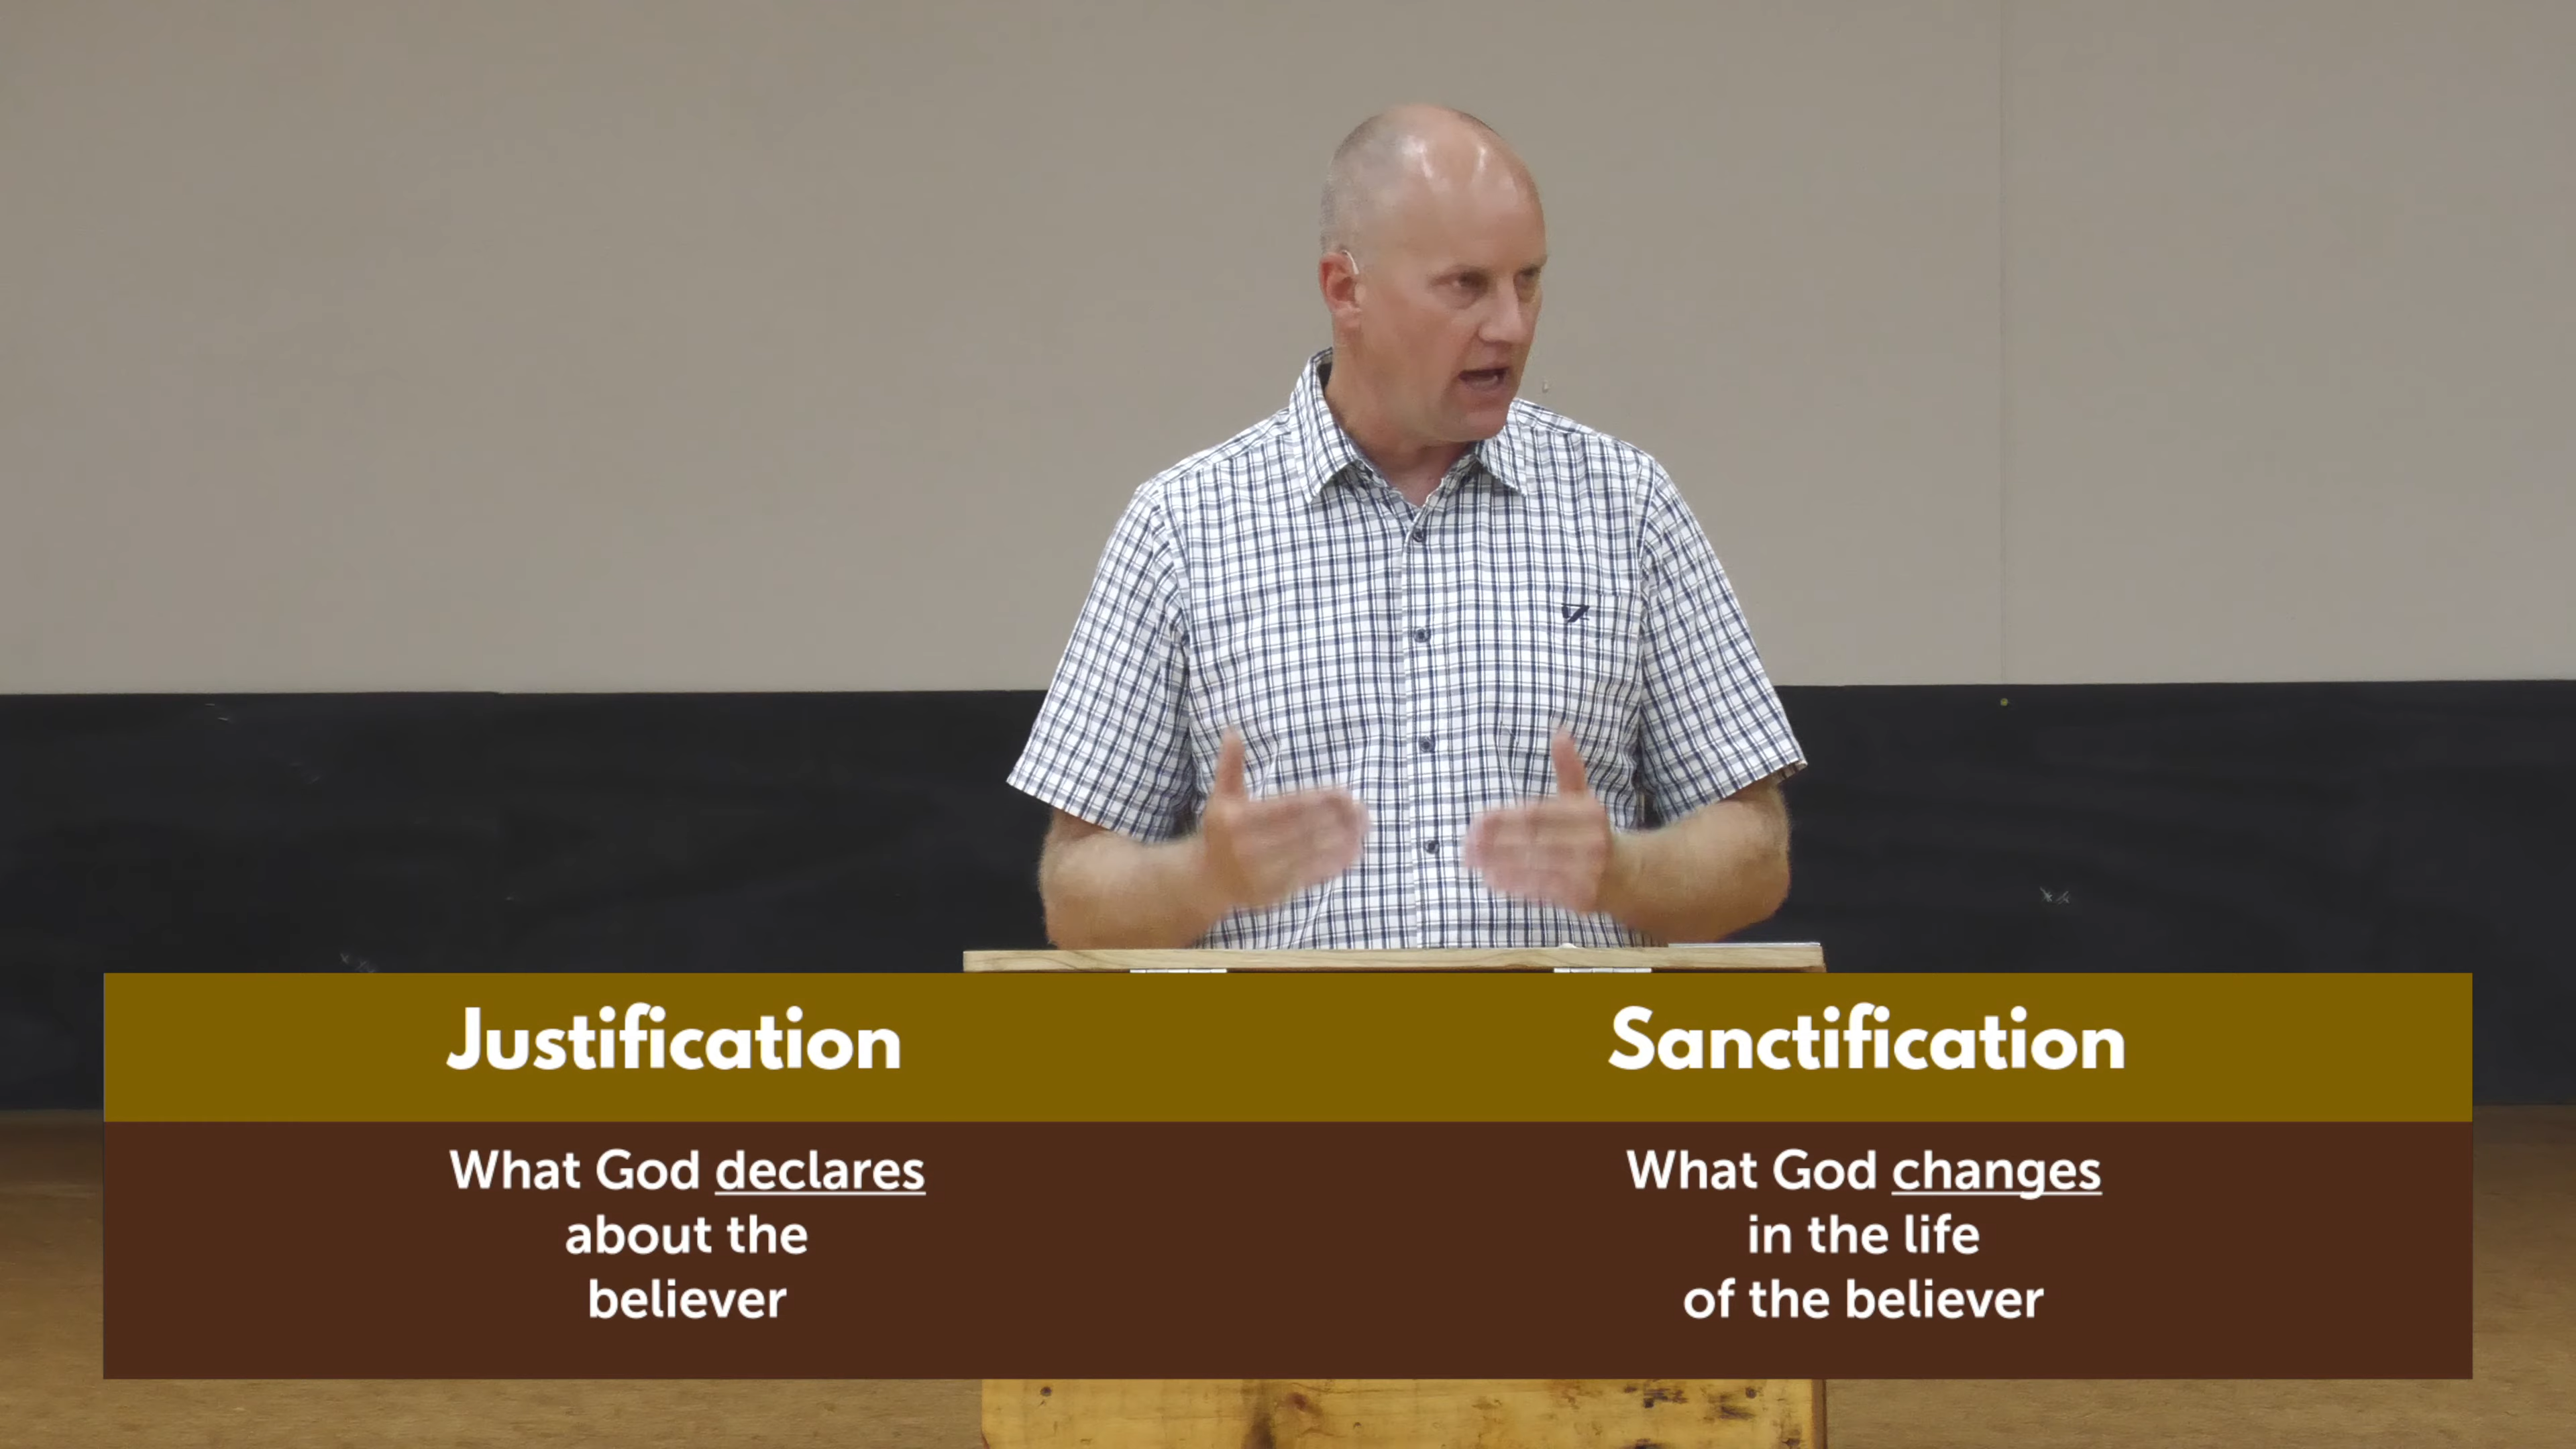 Justification
What God declares
about the
believer
Sanctification
What God changes
in the life
of the believer